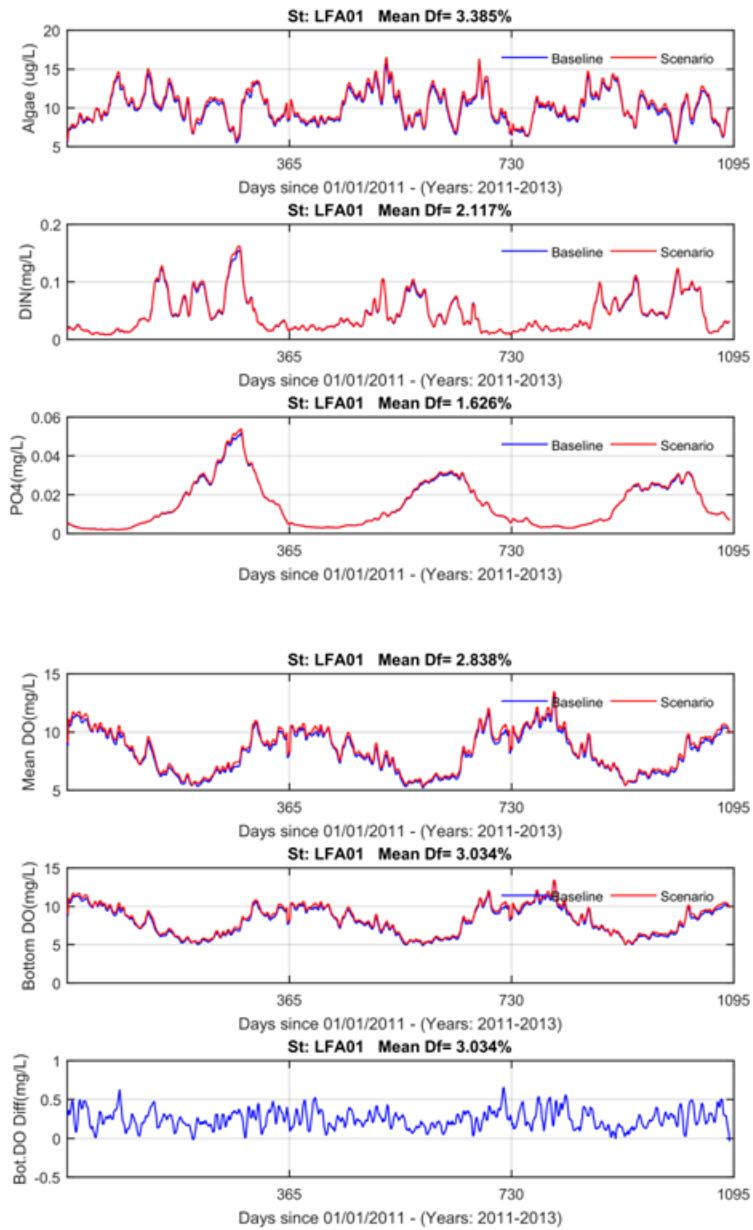 St: LFA01 Mean Df= 3.385%
20
15
10
5
Algae (ug/L)
Baseline Scenario
365 730 1095
Days since 01/01/2011 - (Years: 2011-2013)
St: LFA01 Mean Df= 2.117%
0.2
0.1
0
DIN(mg/L)
Baseline Scenario
365 730 1095
Days since 01/01/2011 - (Years: 2011-2013)
St: LFA01 Mean Df= 1.626%
0.06
0.04
0.02
0
PO4(mg/L)
Baseline Scenario
365 730 1095
Days since 01/01/2011 - (Years: 2011-2013)
St: LFA01 Mean Df= 2.838%
15
10
5
Mean DO(mg/L)
Baseline Scenario
365 730 1095
Days since 01/01/2011 - (Years: 2011-2013)
St: LFA01 Mean Df= 3.034%
15
10
5
0
Bottom DO(mg/L)
Baseline Scenario
365 730 1095
Days since 01/01/2011 - (Years: 2011-2013)
St: LFA01 Mean Df= 3.034%
1
0.5
0
-0.5
Bot.DO Diff(mg/L)
365 730 1095
Days since 01/01/2011 - (Years: 2011-2013)